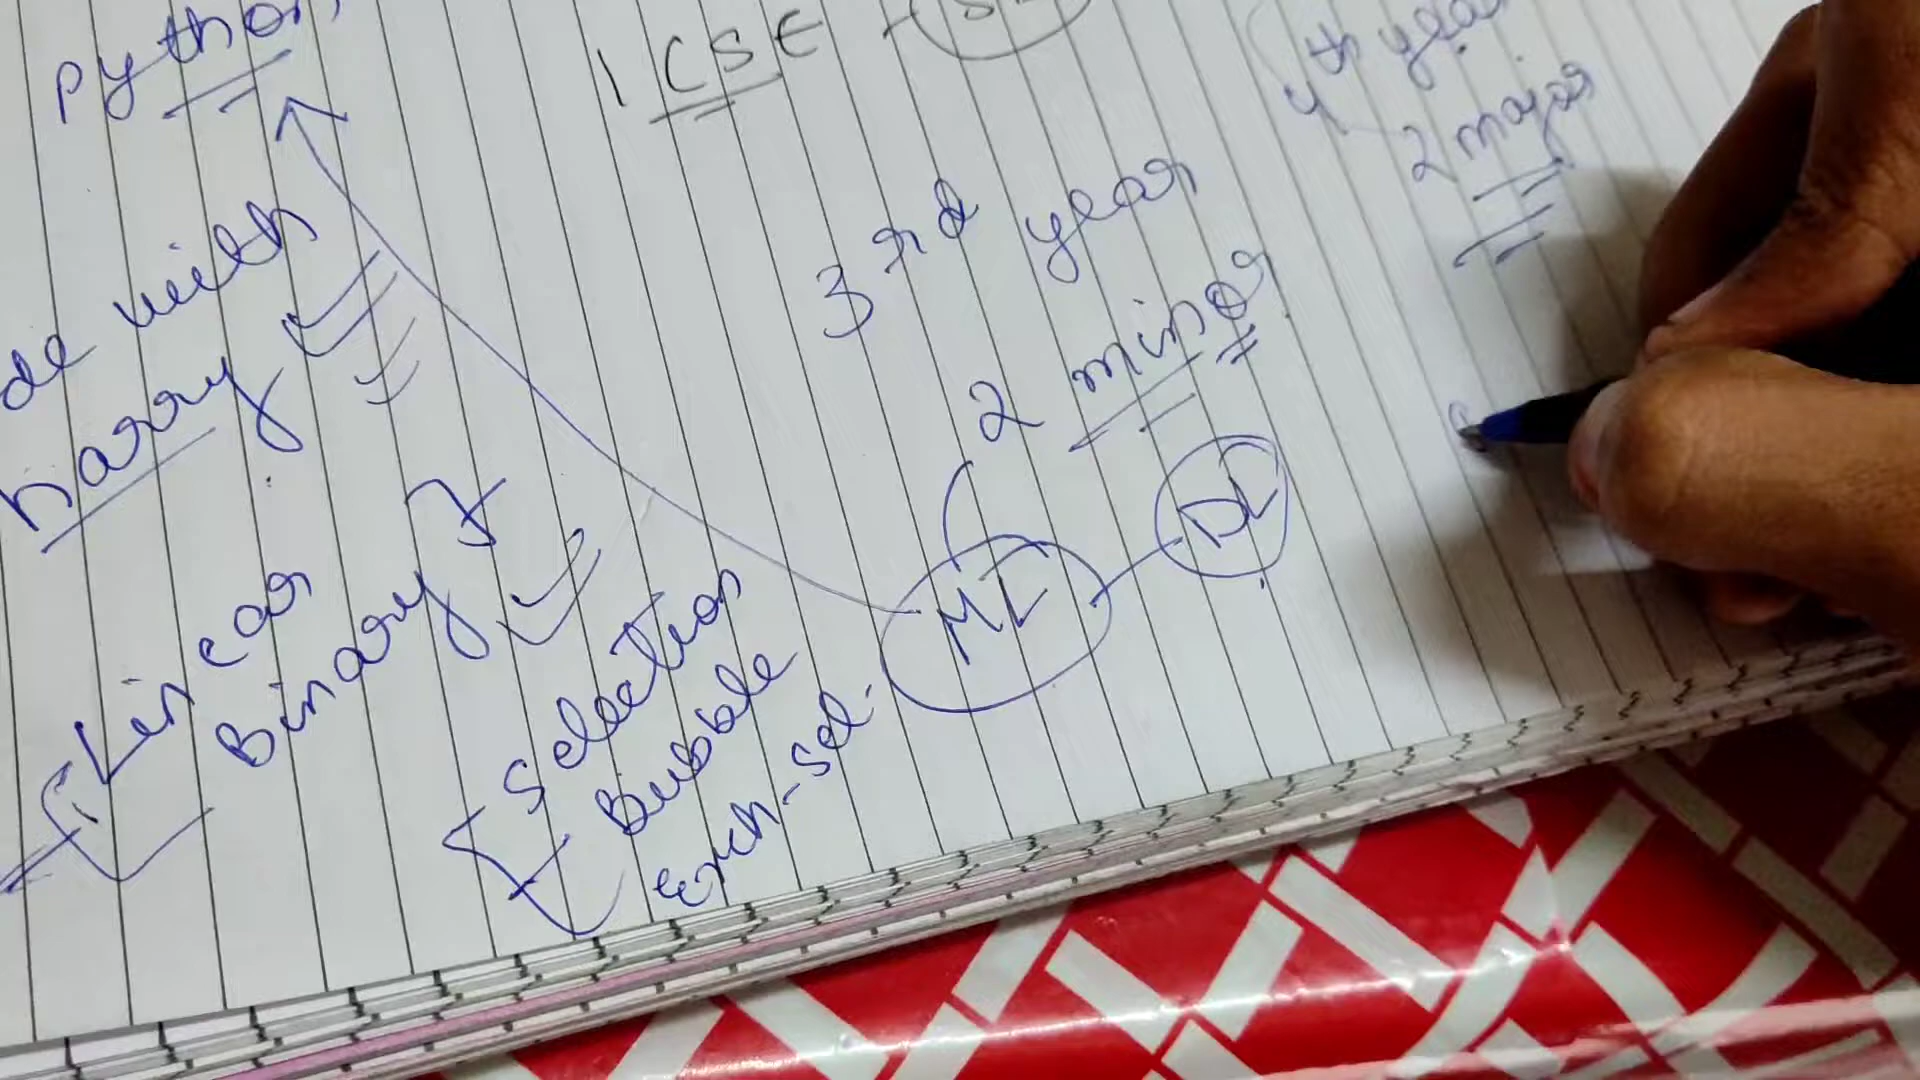 Python
de with
harry
Linear
Binary
Selection
Bubble
Exch-Sel.
ICSE
3rd year
2 minor
ML
DL
4th year
2 major